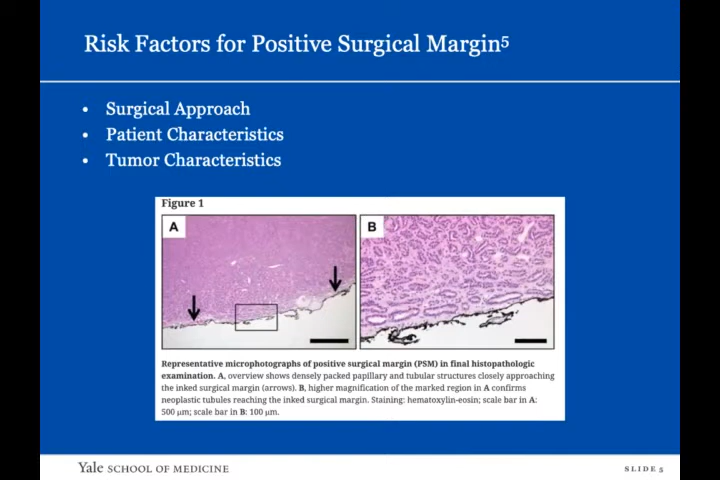 Risk Factors for Positive Surgical Margin5
• Surgical Approach
• Patient Characteristics
• Tumor Characteristics
Figure 1
A
B
Representative microphotographs of positive surgical margin (PSM) in final histopathologic
examination. A, overview shows densely packed papillary and tubular structures closely approaching
the inked surgical margin (arrows). B, higher magnification of the marked region in A confirms
neoplastic tubules reaching the inked surgical margin. Staining: hematoxylin-eosin; scale bar in A:
500 µm; scale bar in B: 100 µm.
Yale SCHOOL OF MEDICINE
SLIDE 5